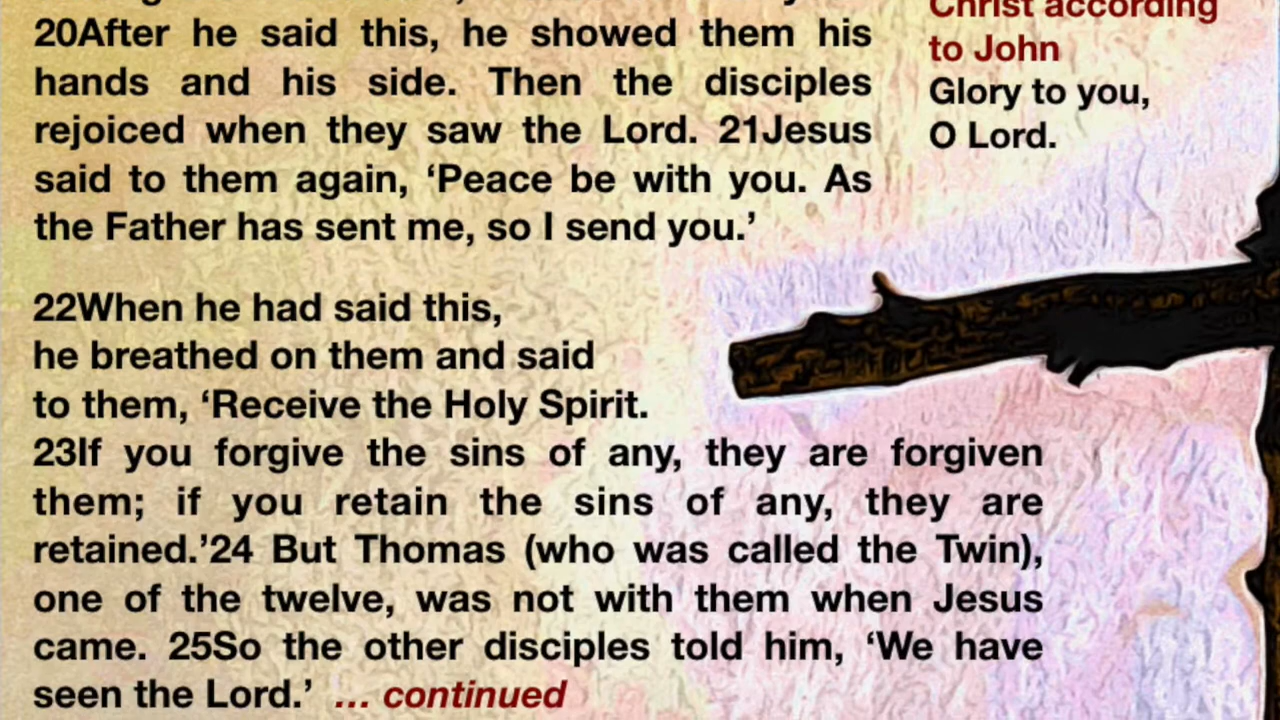 20After he said this, he showed them his
hands and his side. Then the disciples
rejoiced when they saw the Lord. 21Jesus
said to them again, ‘Peace be with you. As
the Father has sent me, so I send you.’
22When he had said this,
he breathed on them and said
to them, ‘Receive the Holy Spirit.
23If you forgive the sins of any, they are forgiven
them; if you retain the sins of any, they are
retained.’24 But Thomas (who was called the Twin),
one of the twelve, was not with them when Jesus
came. 25So the other disciples told him, ‘We have
seen the Lord.’ ... continued
Christ according
to John
Glory to you,
O Lord.